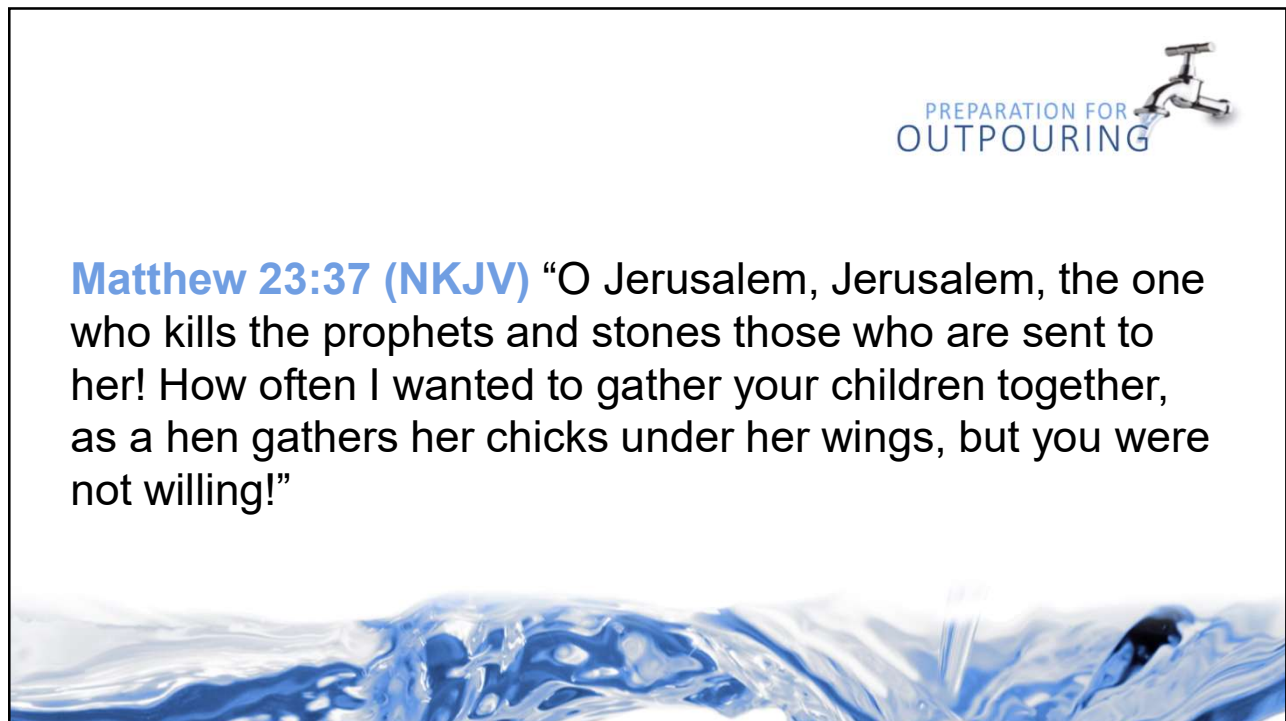 PREPARATION FOR
OUTPOURING
Matthew 23:37 (NKJV) “O Jerusalem, Jerusalem, the one
who kills the prophets and stones those who are sent to
her! How often I wanted to gather your children together,
as a hen gathers her chicks under her wings, but you were
not willing!”